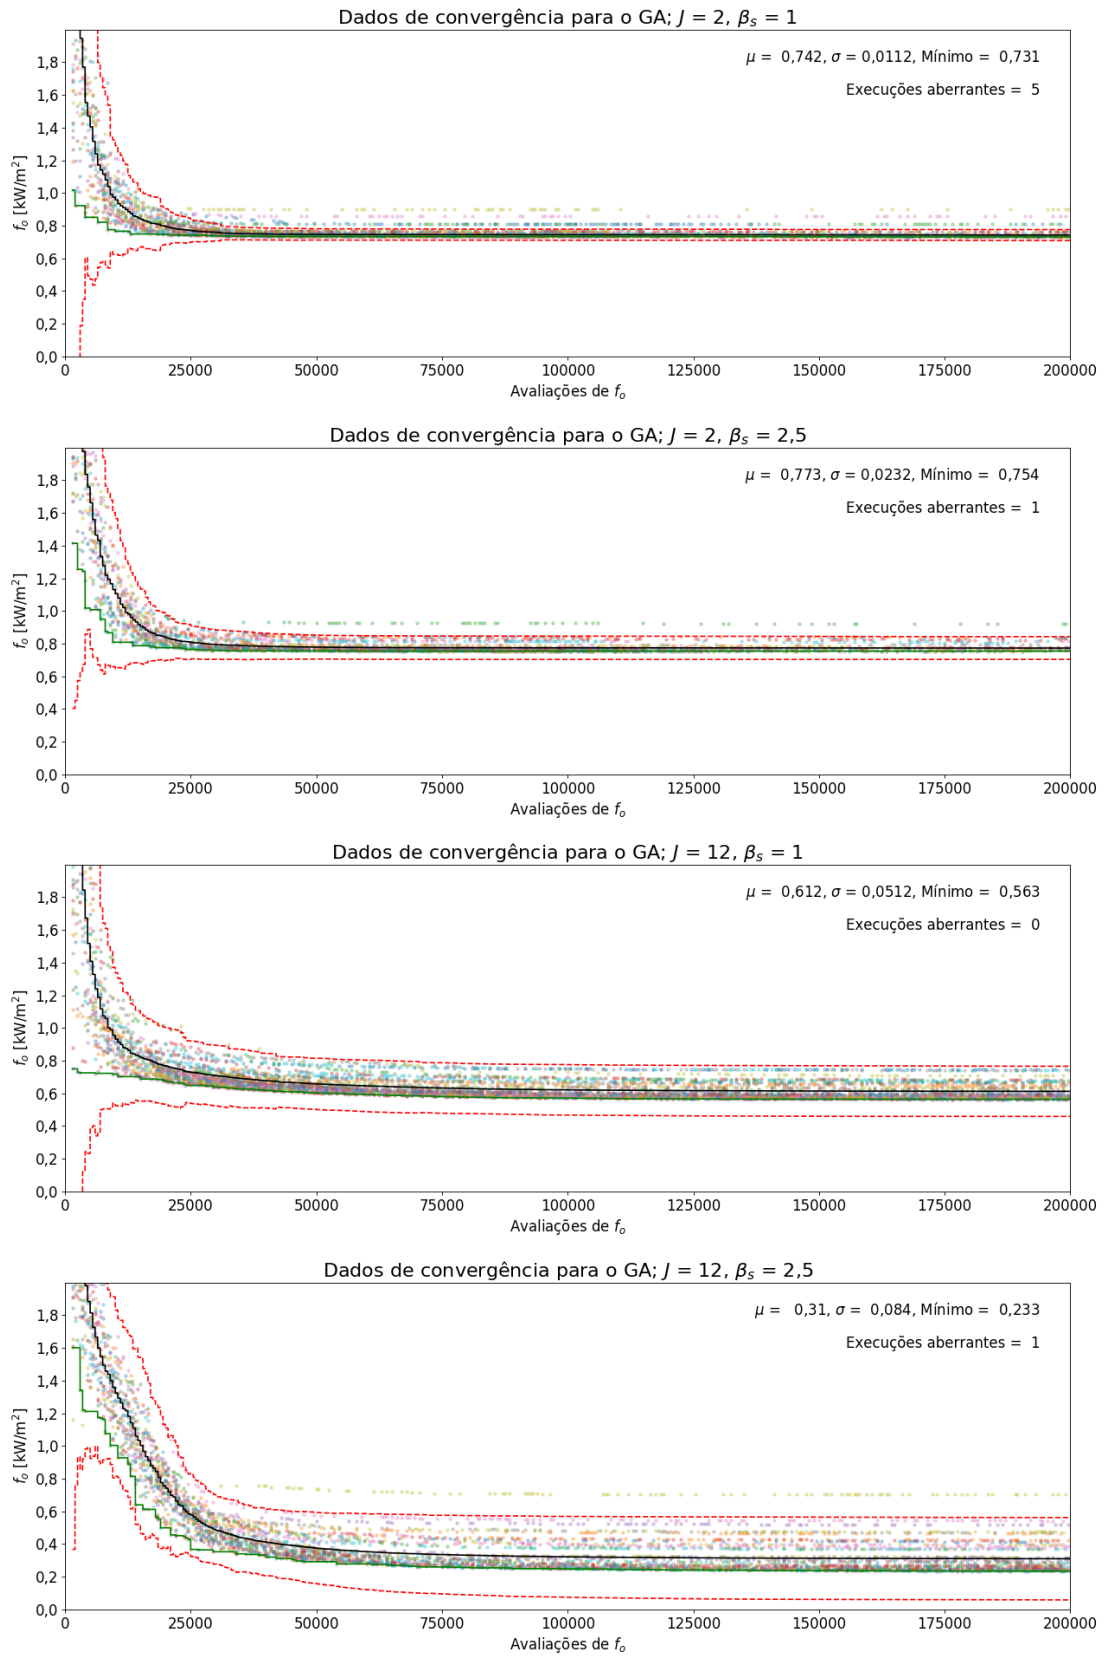 Dados de convergência para o GA; J = 2, βs = 1
μ = 0,742, σ = 0,0112, Mínimo = 0,731
Execuções aberrantes = 5
fo [kW/m²]
1,8
1,6
1,4
1,2
1,0
0,8
0,6
0,4
0,2
0,0
0 25000 50000 75000 100000 125000 150000 175000 200000
Avaliações de fo
Dados de convergência para o GA; J = 2, βs = 2,5
μ = 0,773, σ = 0,0232, Mínimo = 0,754
Execuções aberrantes = 1
fo [kW/m²]
1,8
1,6
1,4
1,2
1,0
0,8
0,6
0,4
0,2
0,0
0 25000 50000 75000 100000 125000 150000 175000 200000
Avaliações de fo
Dados de convergência para o GA; J = 12, βs = 1
μ = 0,612, σ = 0,0512, Mínimo = 0,563
Execuções aberrantes = 0
fo [kW/m²]
1,8
1,6
1,4
1,2
1,0
0,8
0,6
0,4
0,2
0,0
0 25000 50000 75000 100000 125000 150000 175000 200000
Avaliações de fo
Dados de convergência para o GA; J = 12, βs = 2,5
μ = 0,31, σ = 0,084, Mínimo = 0,233
Execuções aberrantes = 1
fo [kW/m²]
1,8
1,6
1,4
1,2
1,0
0,8
0,6
0,4
0,2
0,0
0 25000 50000 75000 100000 125000 150000 175000 200000
Avaliações de fo